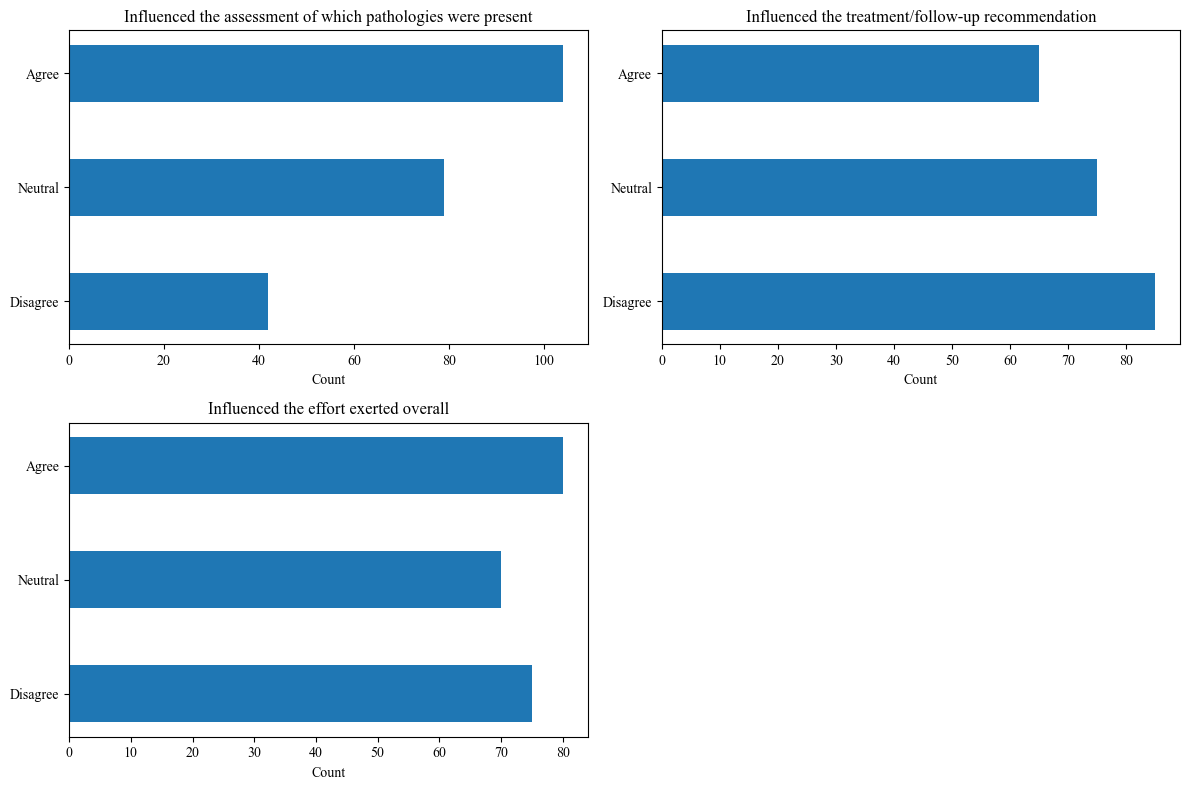 Influenced the assessment of which pathologies were present
Agree
Neutral
Disagree
0 20 40 60 80 100
Count
Influenced the treatment/follow-up recommendation
Agree
Neutral
Disagree
0 10 20 30 40 50 60 70 80
Count
Influenced the effort exerted overall
Agree
Neutral
Disagree
0 10 20 30 40 50 60 70 80
Count